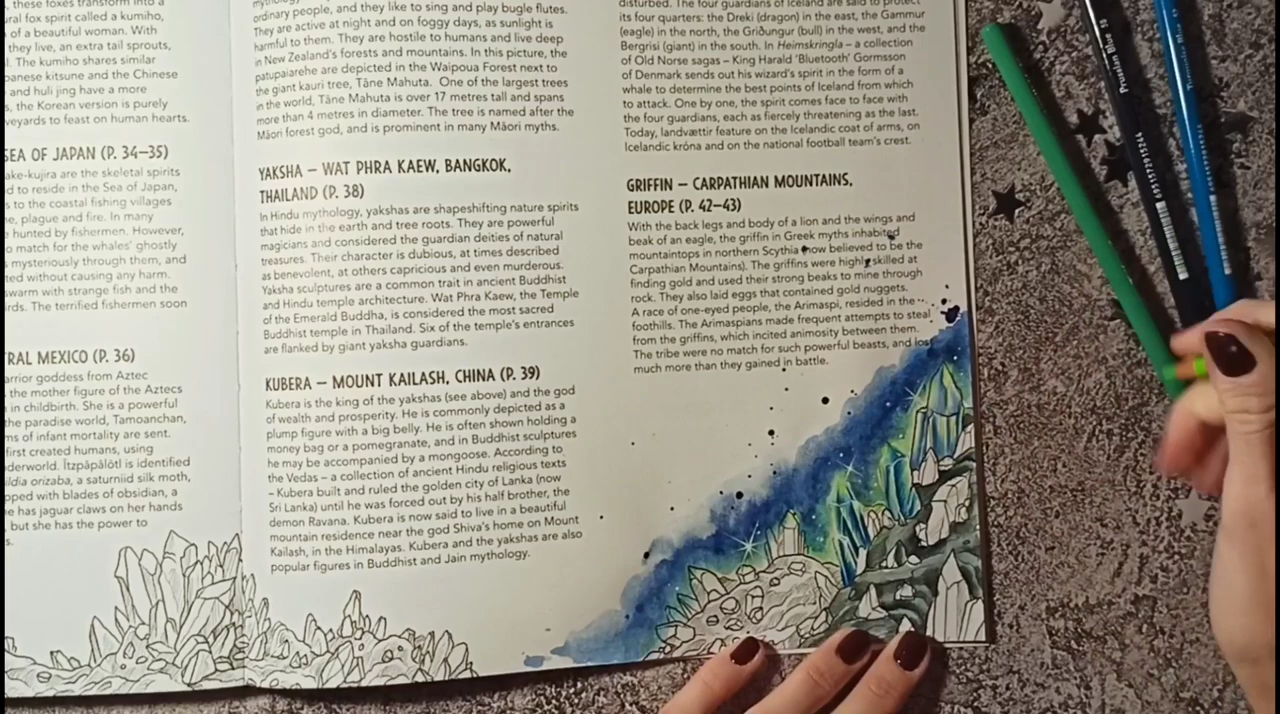 these foxes transform into a
ural fox spirit called a kumiho,
of a beautiful woman. With
they live, an extra tail sprouts,
l. The kumiho shares similar
panese kitsune and the Chinese
and huli jing have a more
s, the Korean version is purely
veyards to feast on human hearts.
SEA OF JAPAN (P. 34–35)
ake-kujira are the skeletal spirits
d to reside in the Sea of Japan,
s to the coastal fishing villages
e, plague and fire. In many
hunted by fishermen. However,
o match for the whales' ghostly
mysteriously through them, and
ted without causing any harm.
swarm with strange fish and the
irds. The terrified fishermen soon
TRAL MEXICO (P. 36)
arrior goddess from Aztec
the mother figure of the Aztecs
in childbirth. She is a powerful
the paradise world, Tamoanchan,
ms of infant mortality are sent.
first created humans, using
derworld. Ītzpāpālōtl is identified
ildia orizaba, a saturniid silk moth,
pped with blades of obsidian, a
e has jaguar claws on her hands
but she has the power to
s.
mythology
ordinary people, and they like to sing and play bugle flutes.
They are active at night and on foggy days, as sunlight is
harmful to them. They are hostile to humans and live deep
in New Zealand's forests and mountains. In this picture, the
patupaiarehe are depicted in the Waipoua Forest next to
the giant kauri tree, Tāne Mahuta. One of the largest trees
in the world, Tāne Mahuta is over 17 metres tall and spans
more than 4 metres in diameter. The tree is named after the
Māori forest god, and is prominent in many Māori myths.
YAKSHA – WAT PHRA KAEW, BANGKOK,
THAILAND (P. 38)
In Hindu mythology, yakshas are shapeshifting nature spirits
that hide in the earth and tree roots. They are powerful
magicians and considered the guardian deities of natural
treasures. Their character is dubious, at times described
as benevolent, at others capricious and even murderous.
Yaksha sculptures are a common trait in ancient Buddhist
and Hindu temple architecture. Wat Phra Kaew, the Temple
of the Emerald Buddha, is considered the most sacred
Buddhist temple in Thailand. Six of the temple's entrances
are flanked by giant yaksha guardians.
KUBERA – MOUNT KAILASH, CHINA (P. 39)
Kubera is the king of the yakshas (see above) and the god
of wealth and prosperity. He is commonly depicted as a
plump figure with a big belly. He is often shown holding a
money bag or a pomegranate, and in Buddhist sculptures
he may be accompanied by a mongoose. According to
the Vedas – a collection of ancient Hindu religious texts
– Kubera built and ruled the golden city of Lanka (now
Sri Lanka) until he was forced out by his half brother, the
demon Ravana. Kubera is now said to live in a beautiful
mountain residence near the god Shiva's home on Mount
Kailash, in the Himalayas. Kubera and the yakshas are also
popular figures in Buddhist and Jain mythology.
disturbed. The four guardians of Iceland are said to protect
its four quarters: the Dreki (dragon) in the east, the Gammur
(eagle) in the north, the Griðungur (bull) in the west, and the
Bergrisi (giant) in the south. In Heimskringla – a collection
of Old Norse sagas – King Harald 'Bluetooth' Gormsson
of Denmark sends out his wizard's spirit in the form of a
whale to determine the best points of Iceland from which
to attack. One by one, the spirit comes face to face with
the four guardians, each as fiercely threatening as the last.
Today, landvættir feature on the Icelandic coat of arms, on
Icelandic króna and on the national football team's crest.
GRIFFIN – CARPATHIAN MOUNTAINS,
EUROPE (P. 42–43)
With the back legs and body of a lion and the wings and
beak of an eagle, the griffin in Greek myths inhabited
mountaintops in northern Scythia (now believed to be the
Carpathian Mountains). The griffins were highly skilled at
finding gold and used their strong beaks to mine through
rock. They also laid eggs that contained gold nuggets.
A race of one-eyed people, the Arimaspi, resided in the
foothills. The Arimaspians made frequent attempts to steal
from the griffins, which incited animosity between them.
The tribe were no match for such powerful beasts, and lost
much more than they gained in battle.
Prussian Blue